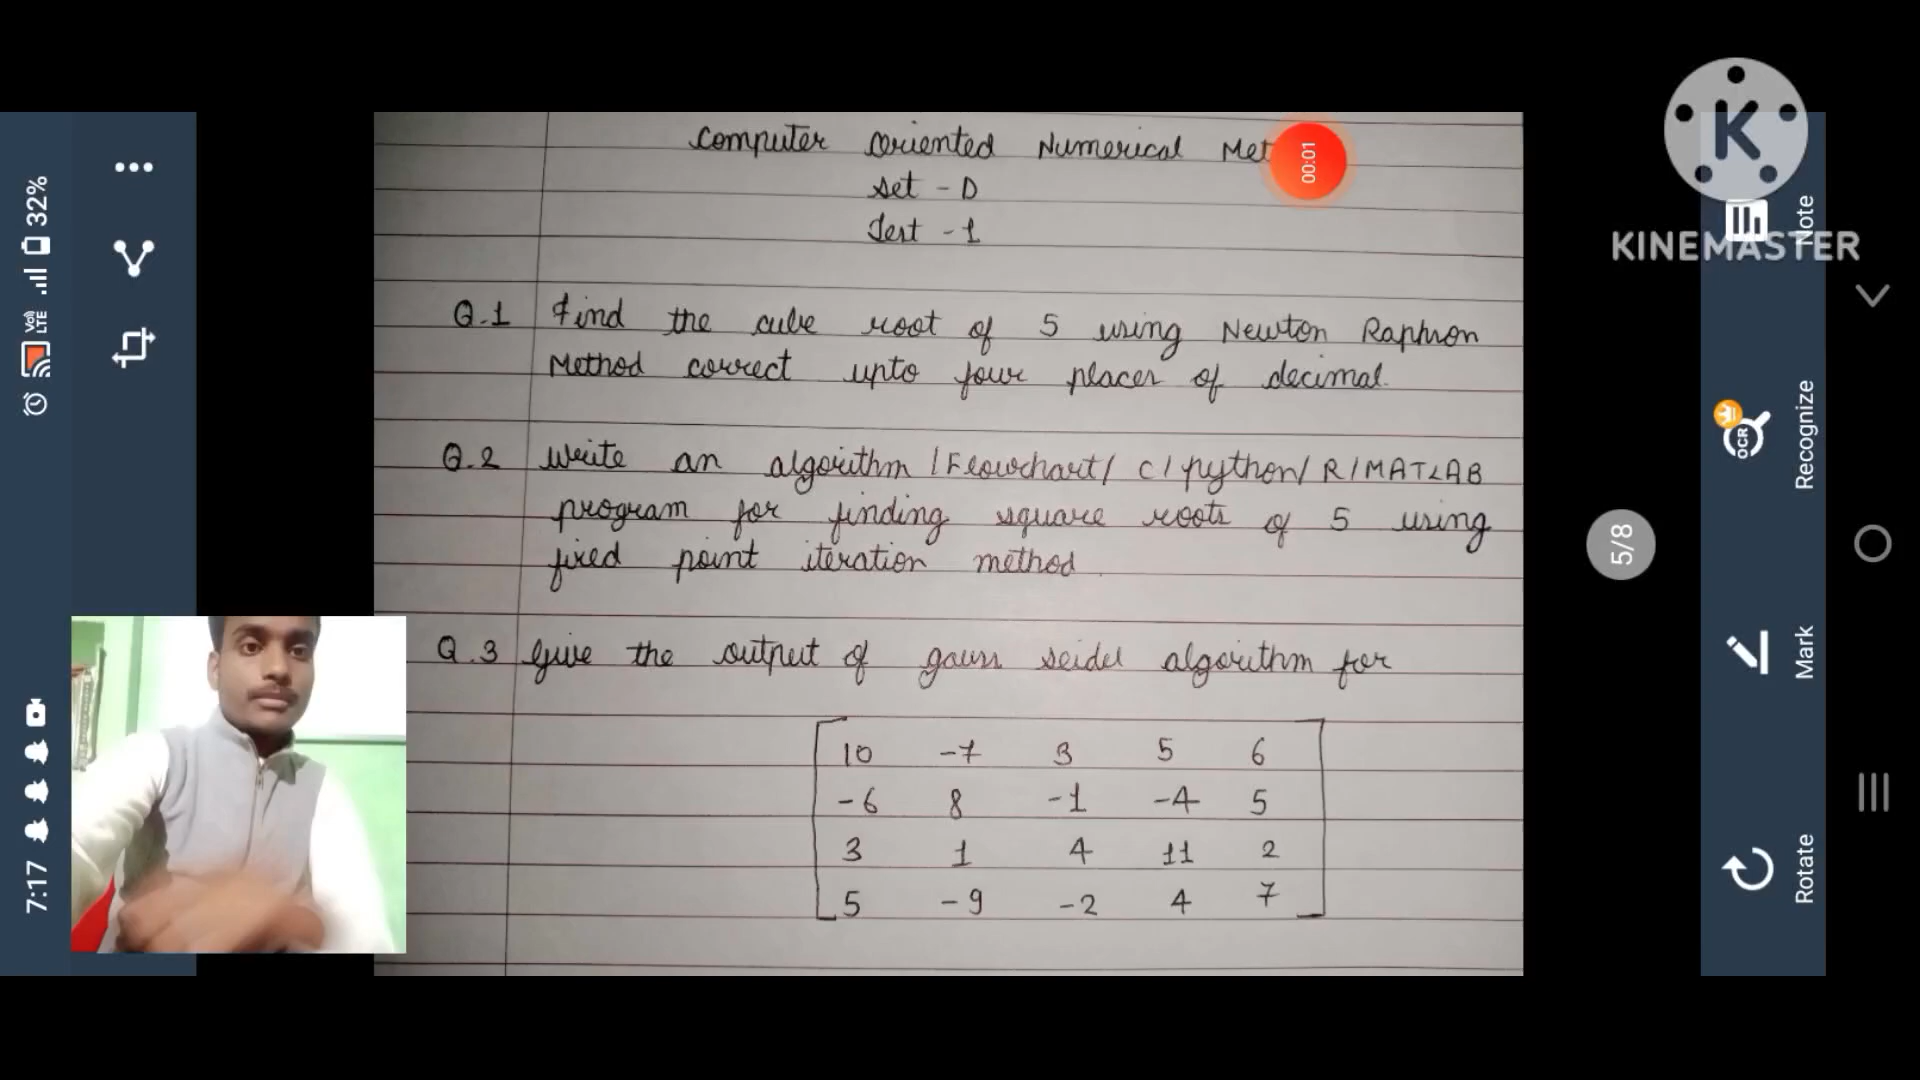 Computer Oriented Numerical Met
Set - D
Test - 1
Q.1 Find the cube root of 5 using Newton Raphson
Method correct upto four places of decimal.
Q.2 Write an algorithm / Flowchart / C / python / R / MATLAB
program for finding square roots of 5 using
fixed point iteration method.
Q.3 Give the output of gauss seidel algorithm for
10 -7 3 5 6
-6 8 -1 -4 5
3 1 4 11 2
5 -9 -2 4 7
00:01
KINEMASTER
K
Note
OCR
Recognize
Mark
Rotate
5/8
7:17
VoLTE
32%